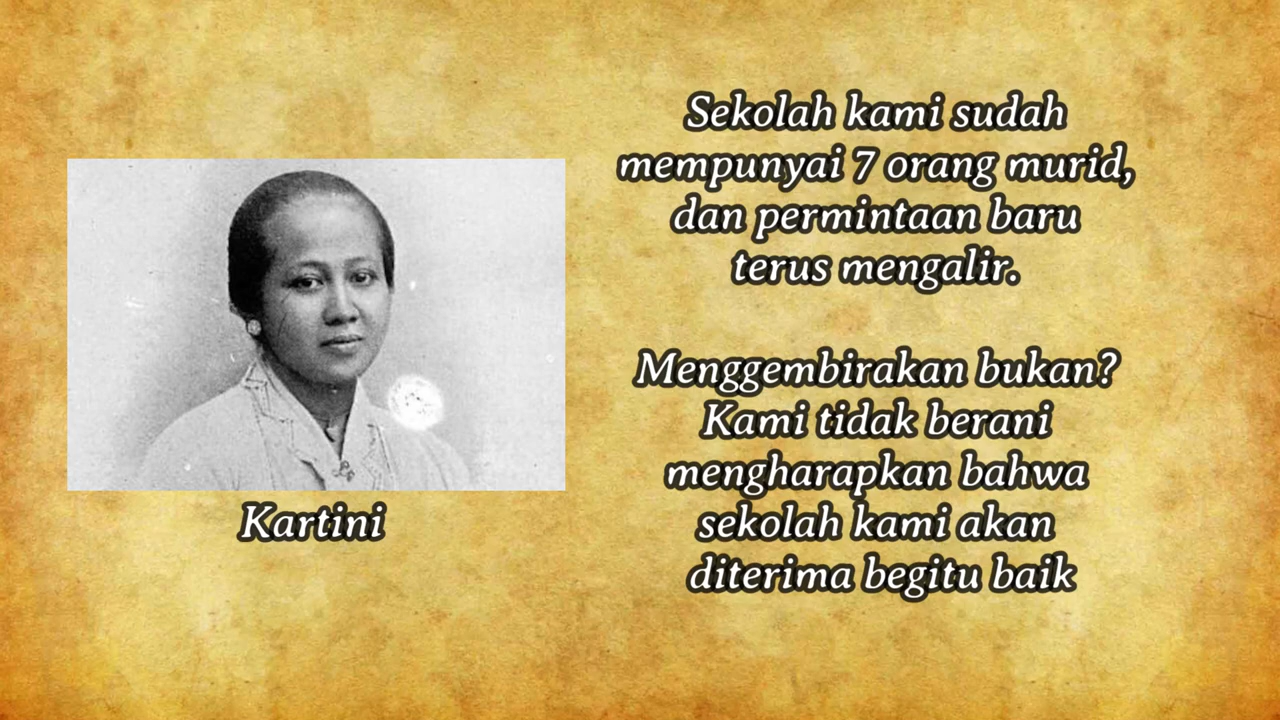 Sekolah kami sudah
mempunyai 7 orang murid,
dan permintaan baru
terus mengalir.
Menggembirakan bukan?
Kami tidak berani
mengharapkan bahwa
sekolah kami akan
diterima begitu baik
Kartini